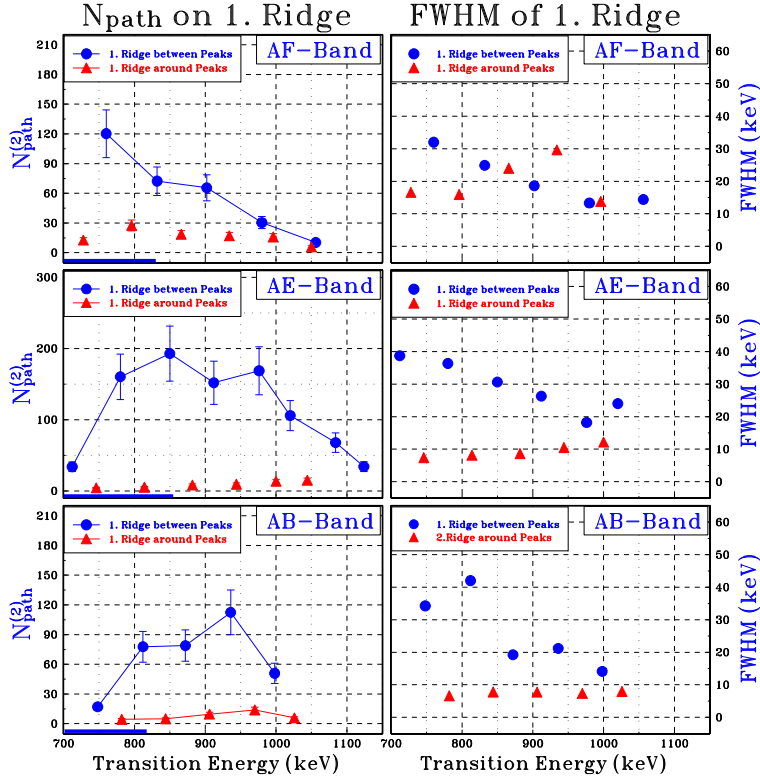 Npath on 1. Ridge
FWHM of 1. Ridge
1. Ridge between Peaks
1. Ridge around Peaks
AF-Band
210
180
150
120
90
60
30
0
N(2)path
1. Ridge between Peaks
1. Ridge around Peaks
AF-Band
60
50
40
30
20
10
0
FWHM (keV)
1. Ridge between Peaks
1. Ridge around Peaks
AE-Band
300
200
100
0
N(2)path
1. Ridge between Peaks
1. Ridge around Peaks
AE-Band
60
50
40
30
20
10
0
FWHM (keV)
1. Ridge between Peaks
1. Ridge around Peaks
AB-Band
210
180
150
120
90
60
30
0
N(2)path
700 800 900 1000 1100
Transition Energy (keV)
1. Ridge between Peaks
2.Ridge around Peaks
AB-Band
60
50
40
30
20
10
0
FWHM (keV)
700 800 900 1000 1100
Transition Energy (keV)